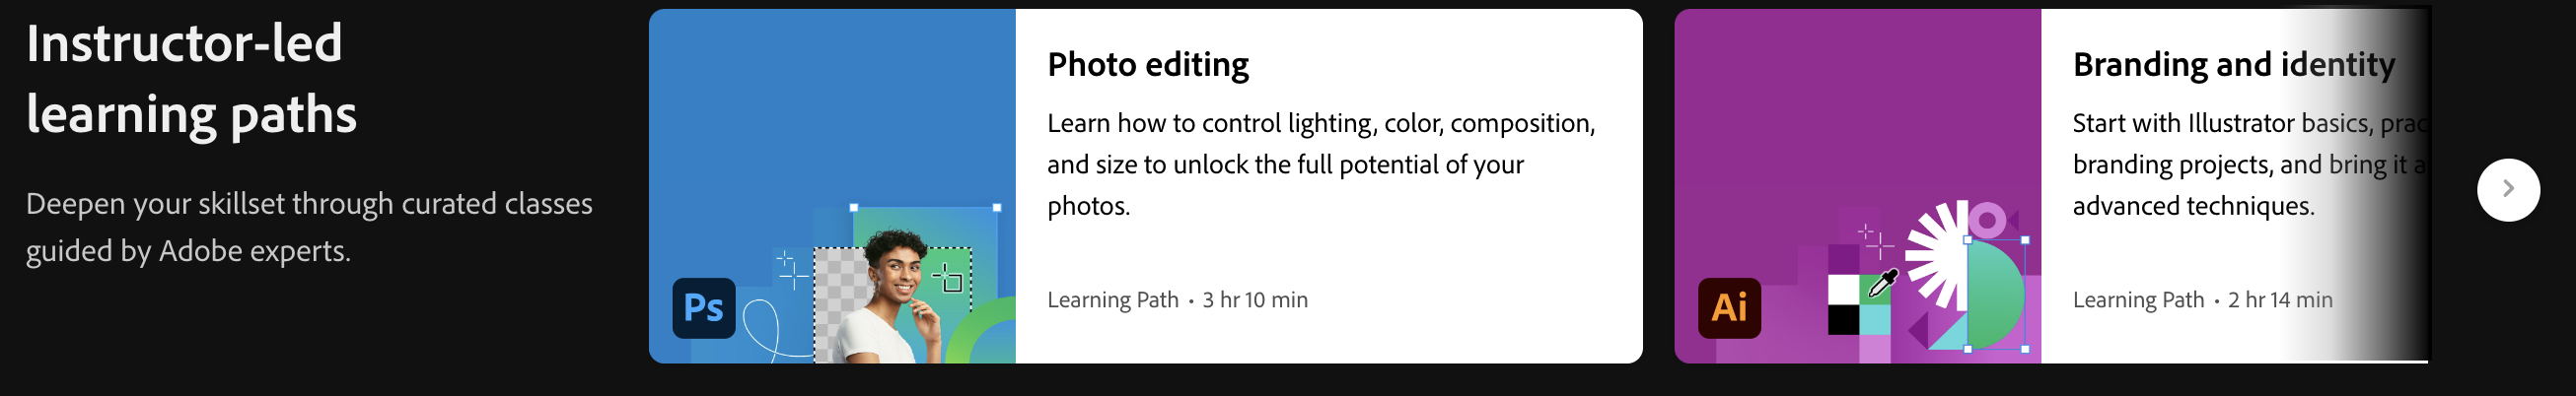 Instructor-led
learning paths
Deepen your skillset through curated classes
guided by Adobe experts.
Ps
Photo editing
Learn how to control lighting, color, composition,
and size to unlock the full potential of your
photos.
Learning Path • 3 hr 10 min
Ai
Branding and identity
Start with Illustrator basics,
branding projects, and bring it
advanced techniques.
Learning Path • 2 hr 14 min